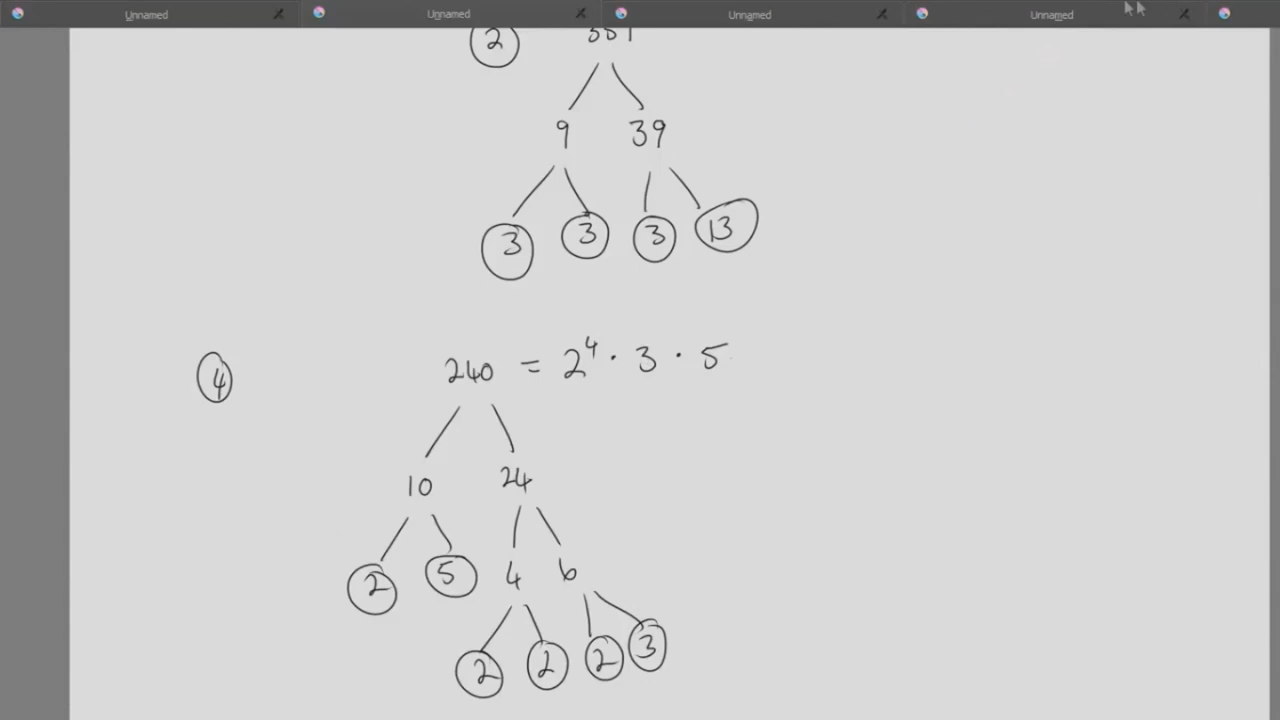 Unnamed Unnamed Unnamed Unnamed
2
9 39
3 3 3 13
4 240 = 2⁴ · 3 · 5
10 24
2 5 4 6
2 2 2 3